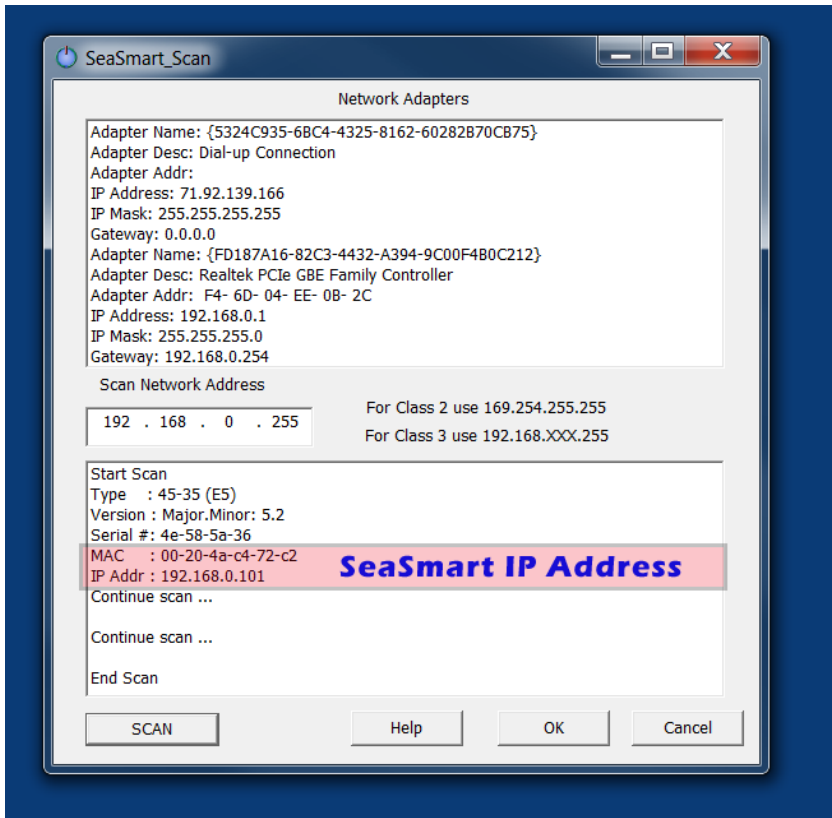 SeaSmart_Scan
Network Adapters
Adapter Name: {5324C935-6BC4-4325-8162-60282B70CB75}
Adapter Desc: Dial-up Connection
Adapter Addr:
IP Address: 71.92.139.166
IP Mask: 255.255.255.255
Gateway: 0.0.0.0
Adapter Name: {FD187A16-82C3-4432-A394-9C00F4B0C212}
Adapter Desc: Realtek PCIe GBE Family Controller
Adapter Addr:  F4- 6D- 04- EE- 0B- 2C
IP Address: 192.168.0.1
IP Mask: 255.255.255.0
Gateway: 192.168.0.254
Scan Network Address
192 . 168 . 0 . 255
For Class 2 use 169.254.255.255
For Class 3 use 192.168.XXX.255
Start Scan
Type : 45-35 (E5)
Version : Major.Minor: 5.2
Serial #: 4e-58-5a-36
MAC : 00-20-4a-c4-72-c2
IP Addr : 192.168.0.101
SeaSmart IP Address
Continue scan ...
Continue scan ...
End Scan
SCAN Help OK Cancel